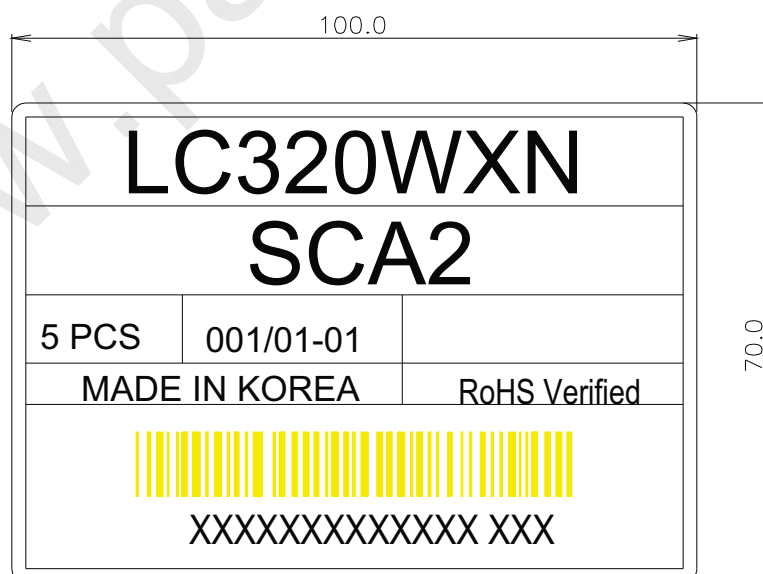 100.0
LC320WXN
SCA2
5 PCS 001/01-01
70.0
MADE IN KOREA RoHS Verified
XXXXXXXXXXXXX XXX